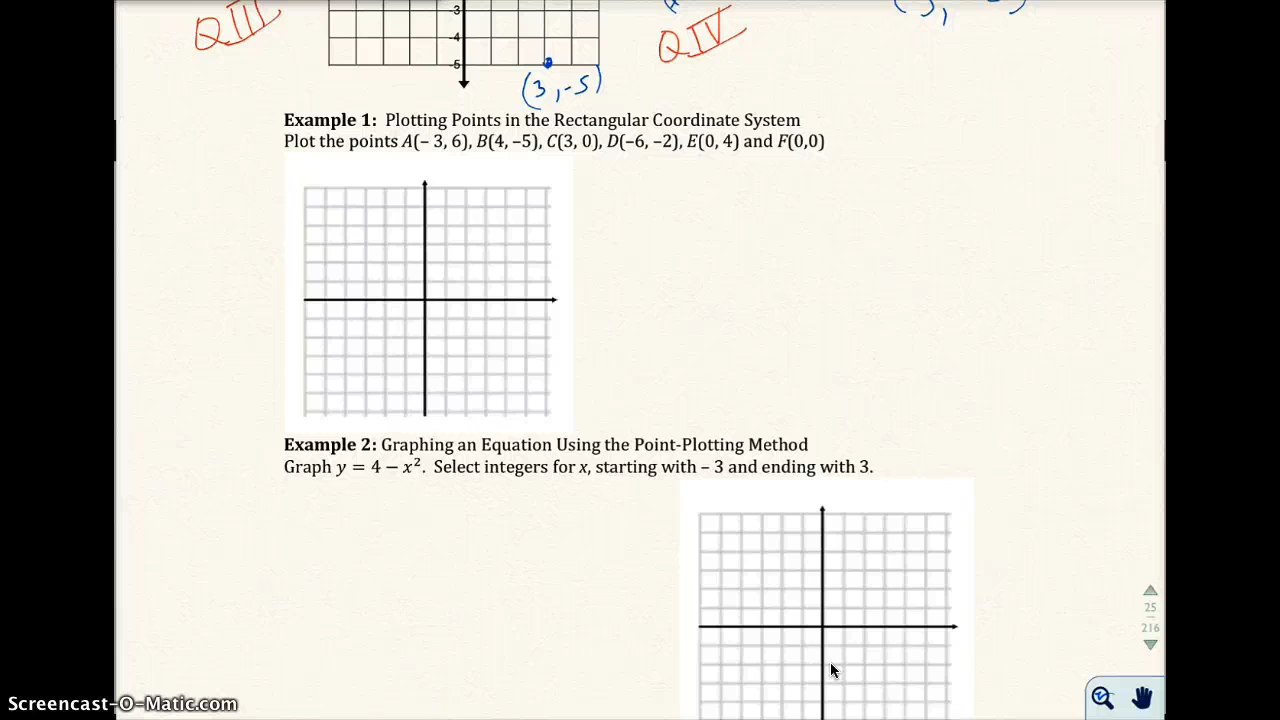 QIII
-3
-4
-5
QIV
(3, -5)
Example 1: Plotting Points in the Rectangular Coordinate System
Plot the points A(– 3, 6), B(4, –5), C(3, 0), D(–6, –2), E(0, 4) and F(0,0)
Example 2: Graphing an Equation Using the Point-Plotting Method
Graph y = 4 − x². Select integers for x, starting with – 3 and ending with 3.
25
216
Screencast-O-Matic.com